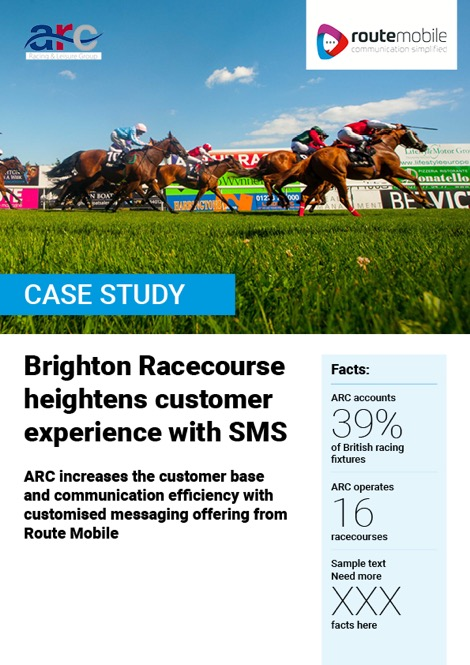 arc
Racing & Leisure Group
routemobile
communication simplified
Donatello
CASE STUDY
Brighton Racecourse
heightens customer
experience with SMS
ARC increases the customer base
and communication efficiency with
customised messaging offering from
Route Mobile
Facts:
ARC accounts
39%
of British racing
fixtures
ARC operates
16
racecourses
Sample text
Need more
XXX
facts here